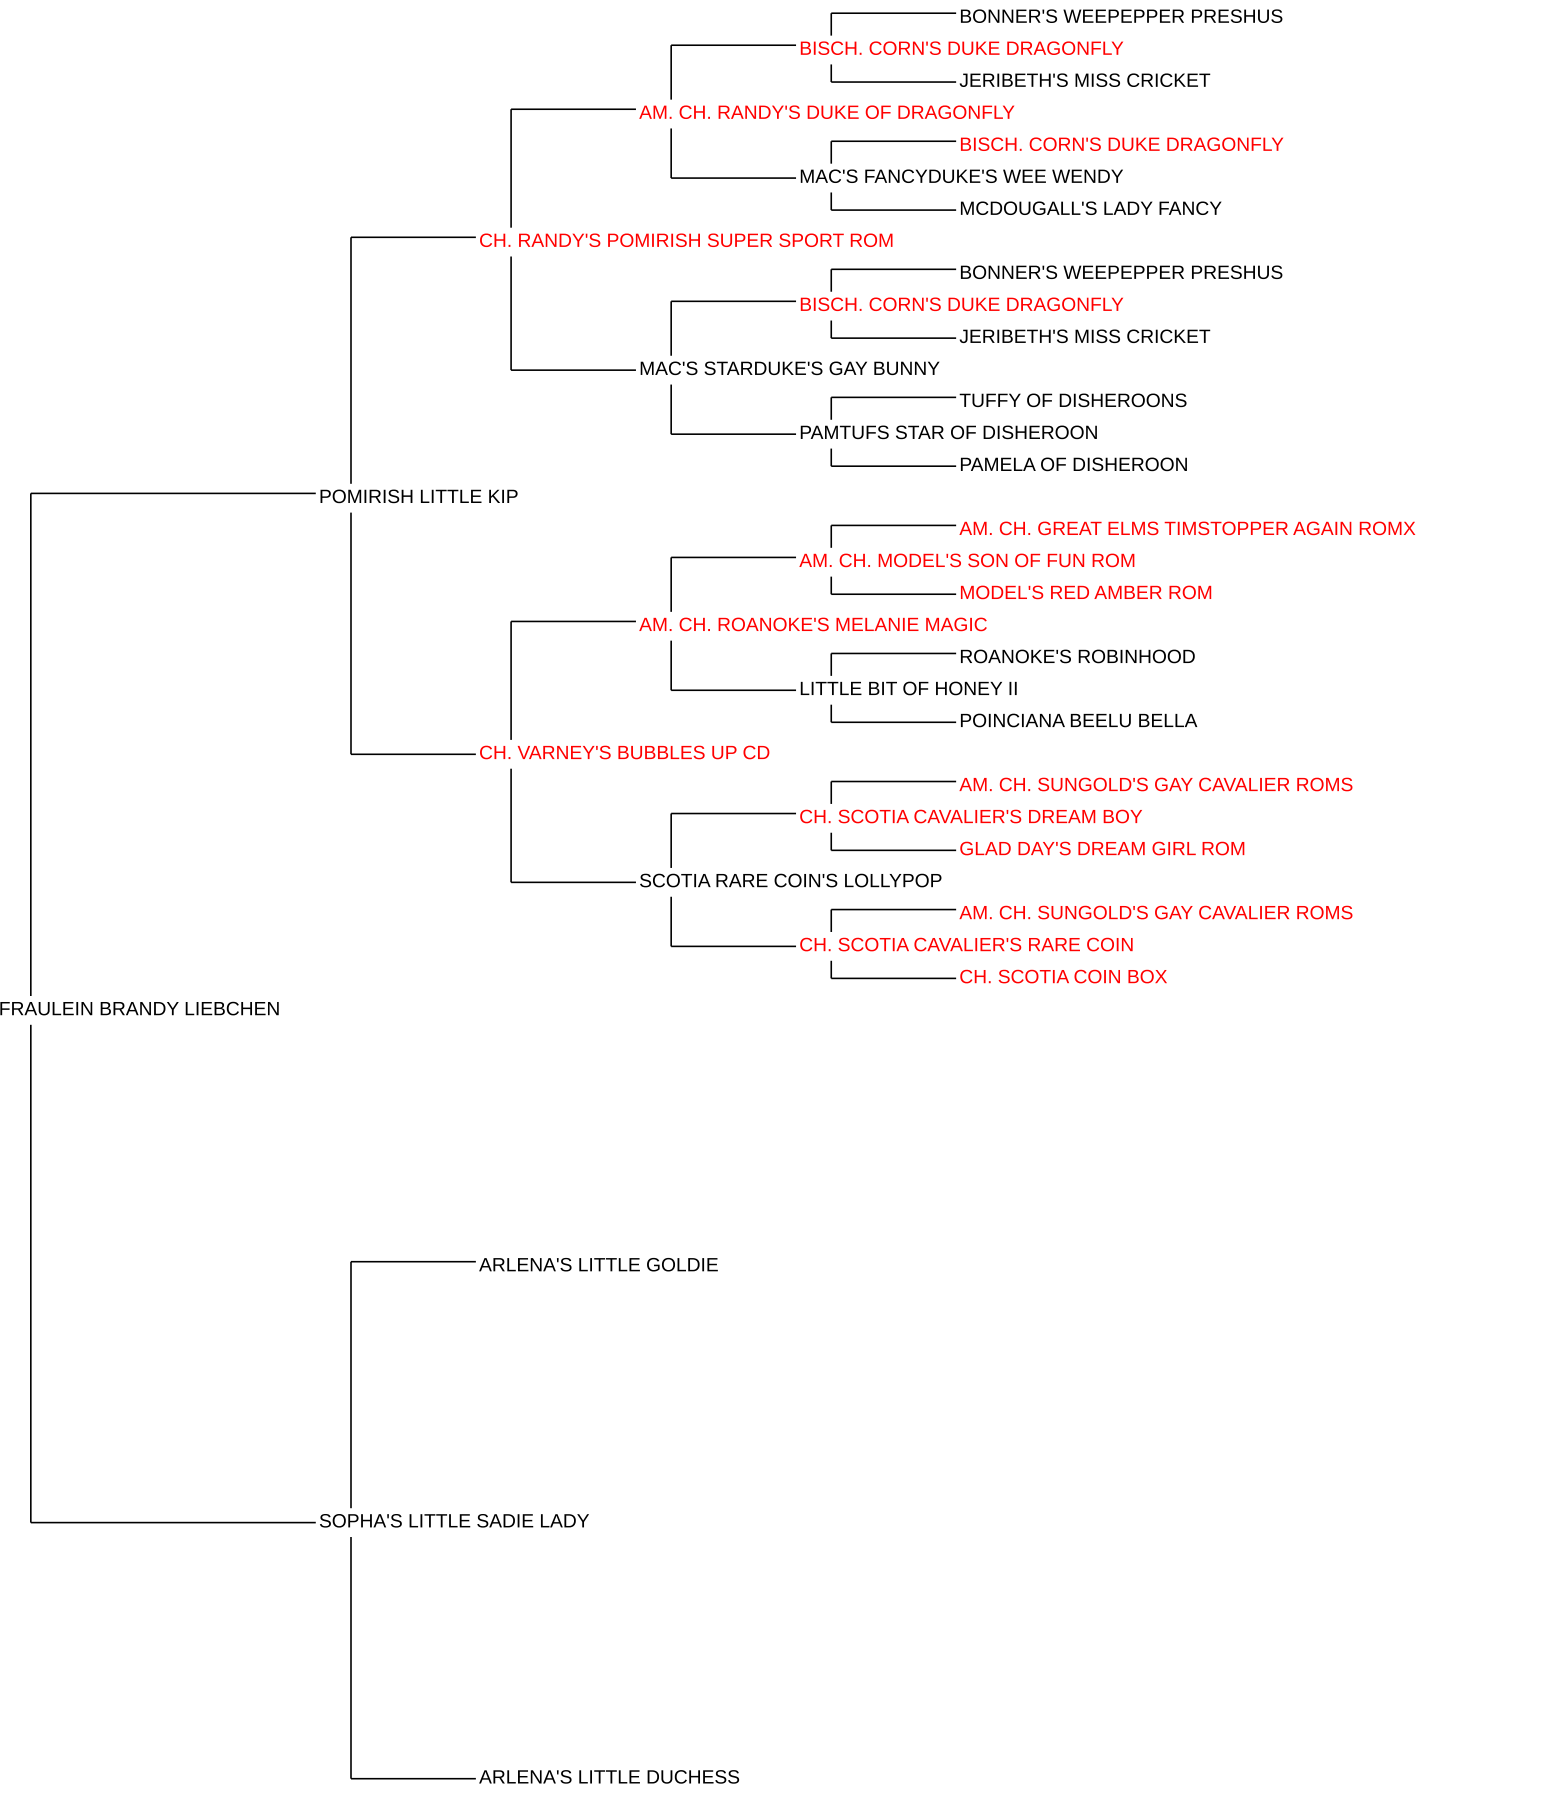 BONNER'S WEEPEPPER PRESHUS
BISCH. CORN'S DUKE DRAGONFLY
JERIBETH'S MISS CRICKET
AM. CH. RANDY'S DUKE OF DRAGONFLY
BISCH. CORN'S DUKE DRAGONFLY
MAC'S FANCYDUKE'S WEE WENDY
MCDOUGALL'S LADY FANCY
CH. RANDY'S POMIRISH SUPER SPORT ROM
BONNER'S WEEPEPPER PRESHUS
BISCH. CORN'S DUKE DRAGONFLY
JERIBETH'S MISS CRICKET
MAC'S STARDUKE'S GAY BUNNY
TUFFY OF DISHEROONS
PAMTUFS STAR OF DISHEROON
PAMELA OF DISHEROON
POMIRISH LITTLE KIP
AM. CH. GREAT ELMS TIMSTOPPER AGAIN ROMX
AM. CH. MODEL'S SON OF FUN ROM
MODEL'S RED AMBER ROM
AM. CH. ROANOKE'S MELANIE MAGIC
ROANOKE'S ROBINHOOD
LITTLE BIT OF HONEY II
POINCIANA BEELU BELLA
CH. VARNEY'S BUBBLES UP CD
AM. CH. SUNGOLD'S GAY CAVALIER ROMS
CH. SCOTIA CAVALIER'S DREAM BOY
GLAD DAY'S DREAM GIRL ROM
SCOTIA RARE COIN'S LOLLYPOP
AM. CH. SUNGOLD'S GAY CAVALIER ROMS
CH. SCOTIA CAVALIER'S RARE COIN
CH. SCOTIA COIN BOX
FRAULEIN BRANDY LIEBCHEN
ARLENA'S LITTLE GOLDIE
SOPHA'S LITTLE SADIE LADY
ARLENA'S LITTLE DUCHESS